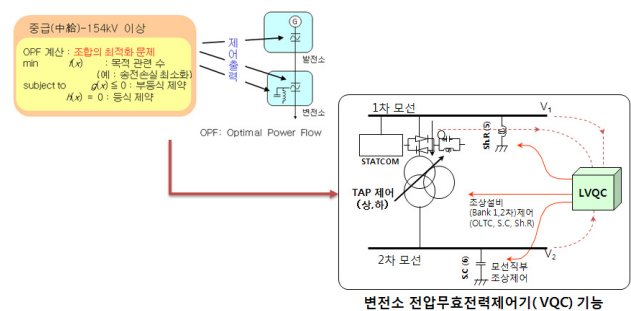 중급(中給)-154kV 이상
OPF 계산 : 조합의 최적화 문제
min f(x) : 목적 관련 수
(예 : 송전손실 최소화)
subject to g(x) ≦ 0 : 부등식 제약
h(x) = 0 : 등식 제약
제어출력
G
발전소
변전소
OPF: Optimal Power Flow
1차 모선
V1
STATCOM
Sh.R (5)
TAP 제어
(상,하)
LVQC
조상설비
(Bank 1,2차)제어
(OLTC, S.C, Sh.R)
2차 모선
V2
S.C (6)
모선직부
조상제어
변전소 전압무효전력제어기( VQC) 기능